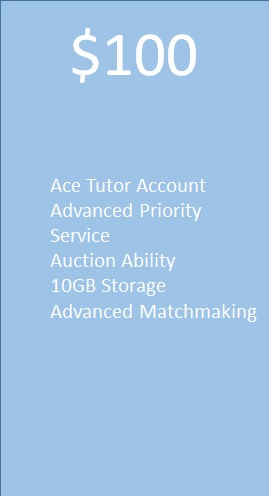 $100
Ace Tutor Account
Advanced Priority
Service
Auction Ability
10GB Storage
Advanced Matchmaking